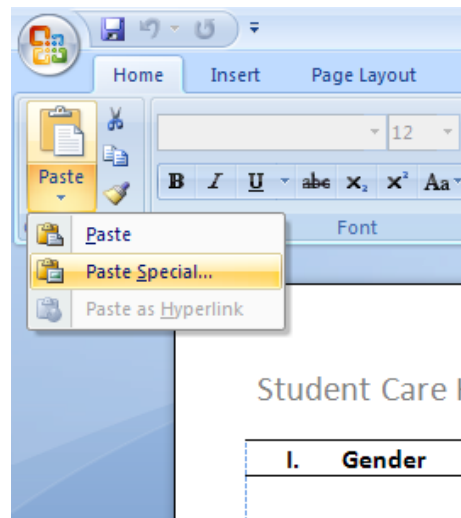 Home Insert Page Layout
12
Paste
B I U abe x₂ x² Aa
Paste Font
Paste Special...
Paste as Hyperlink
Student Care
I. Gender